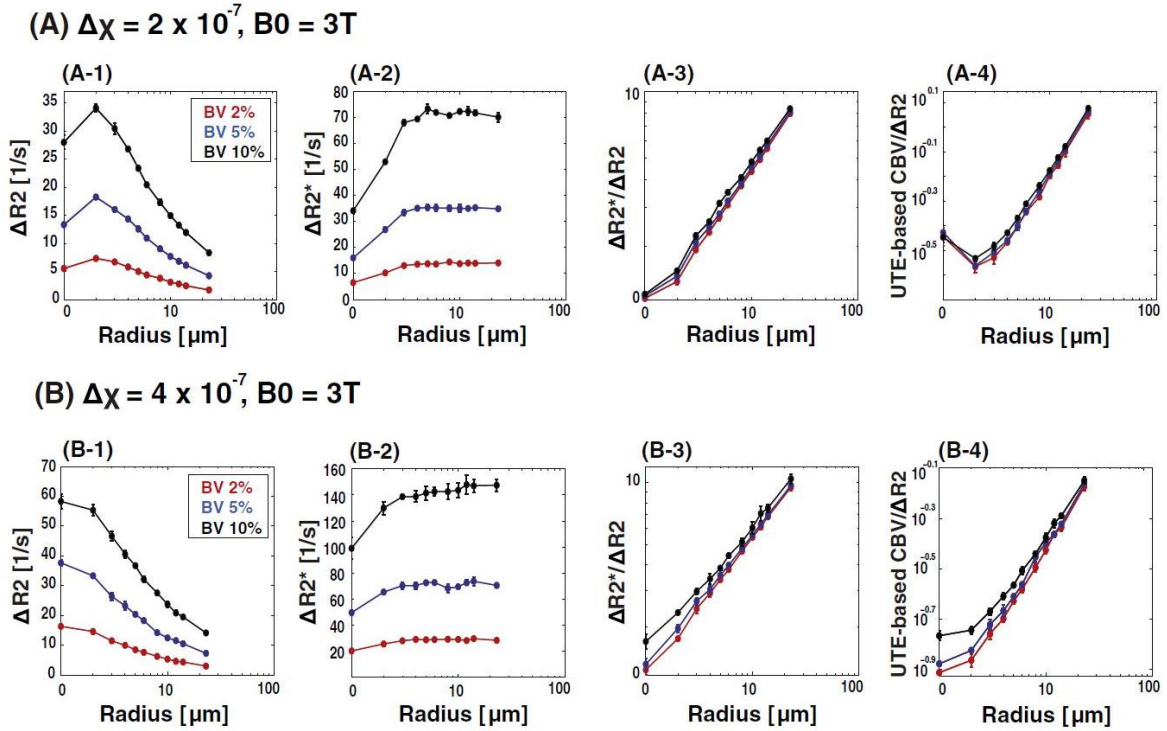 (A) Δχ = 2 x 10⁻⁷, B0 = 3T
(A-1)
ΔR2 [1/s]
35
30
25
20
15
10
5
0
BV 2%
BV 5%
BV 10%
0 10 100
Radius [μm]
(A-2)
ΔR2* [1/s]
80
70
60
50
40
30
20
10
0
0 10 100
Radius [μm]
(A-3)
ΔR2*/ΔR2
10
0
0 10 100
Radius [μm]
(A-4)
UTE-based CBV/ΔR2
10^0.1
10^-0.1
10^-0.3
10^-0.5
0 10 100
Radius [μm]
(B) Δχ = 4 x 10⁻⁷, B0 = 3T
(B-1)
ΔR2 [1/s]
70
60
50
40
30
20
10
0
BV 2%
BV 5%
BV 10%
0 10 100
Radius [μm]
(B-2)
ΔR2* [1/s]
160
140
120
100
80
60
40
20
0 10 100
Radius [μm]
(B-3)
ΔR2*/ΔR2
10
0
0 10 100
Radius [μm]
(B-4)
UTE-based CBV/ΔR2
10^-0.1
10^-0.3
10^-0.5
10^-0.7
10^-0.9
0 10 100
Radius [μm]